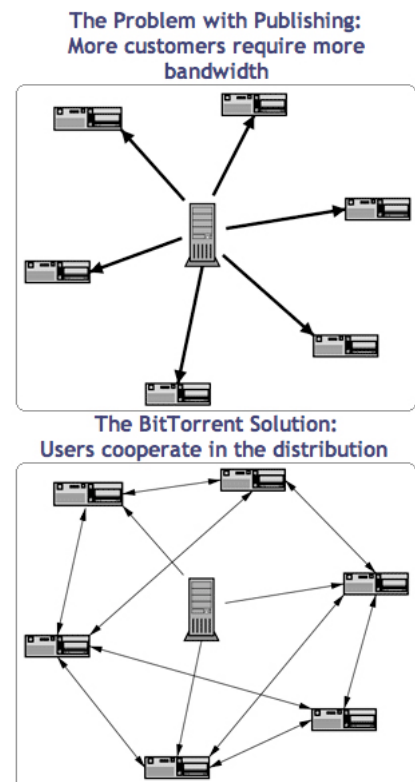 The Problem with Publishing:
More customers require more
bandwidth
The BitTorrent Solution:
Users cooperate in the distribution